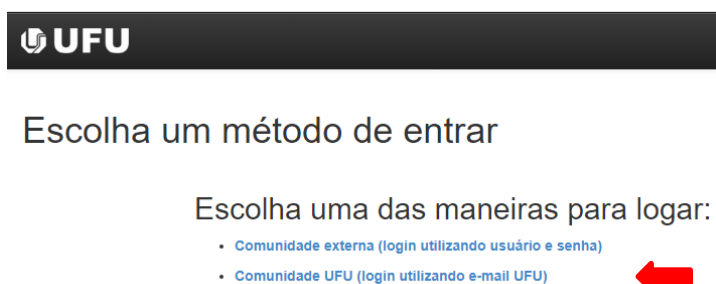 UFU
Escolha um método de entrar
Escolha uma das maneiras para logar:
• Comunidade externa (login utilizando usuário e senha)
• Comunidade UFU (login utilizando e-mail UFU)